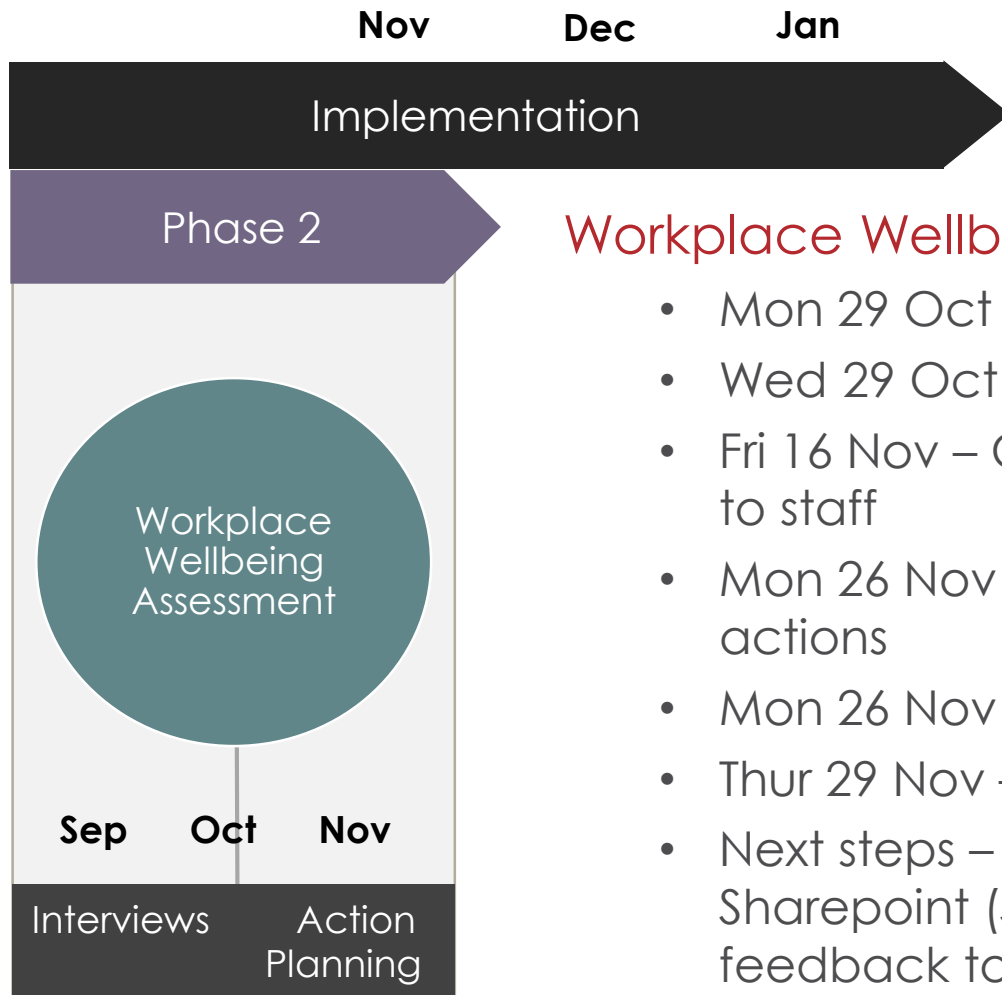 Nov Dec Jan
Implementation
Phase 2
Workplace
Wellbeing
Assessment
Sep Oct Nov
Interviews Action
Planning
Workplace Wellb
• Mon 29 Oct
• Wed 29 Oct
• Fri 16 Nov –
to staff
• Mon 26 Nov
actions
• Mon 26 Nov
• Thur 29 Nov -
• Next steps –
Sharepoint (
feedback to